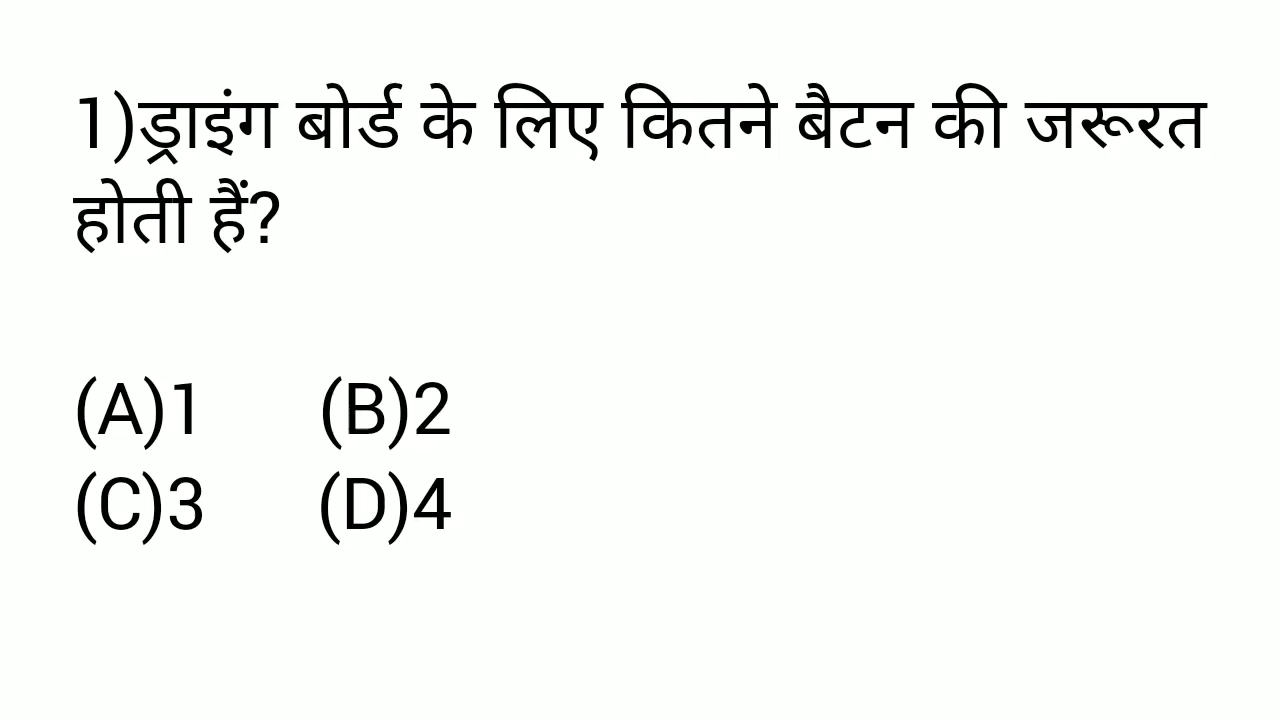 1)ड्राइंग बोर्ड के लिए कितने बैटन की जरूरत
होती हैं?
(A)1 (B)2
(C)3 (D)4